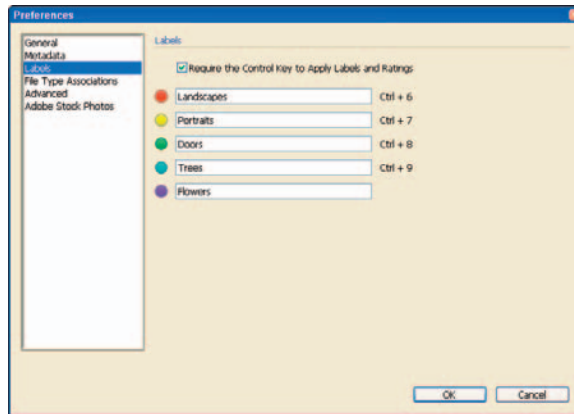 Preferences
General
Metadata
Labels
File Type Associations
Advanced
Adobe Stock Photos
Labels
Require the Control Key to Apply Labels and Ratings
Landscapes Ctrl + 6
Portraits Ctrl + 7
Doors Ctrl + 8
Trees Ctrl + 9
Flowers
OK Cancel